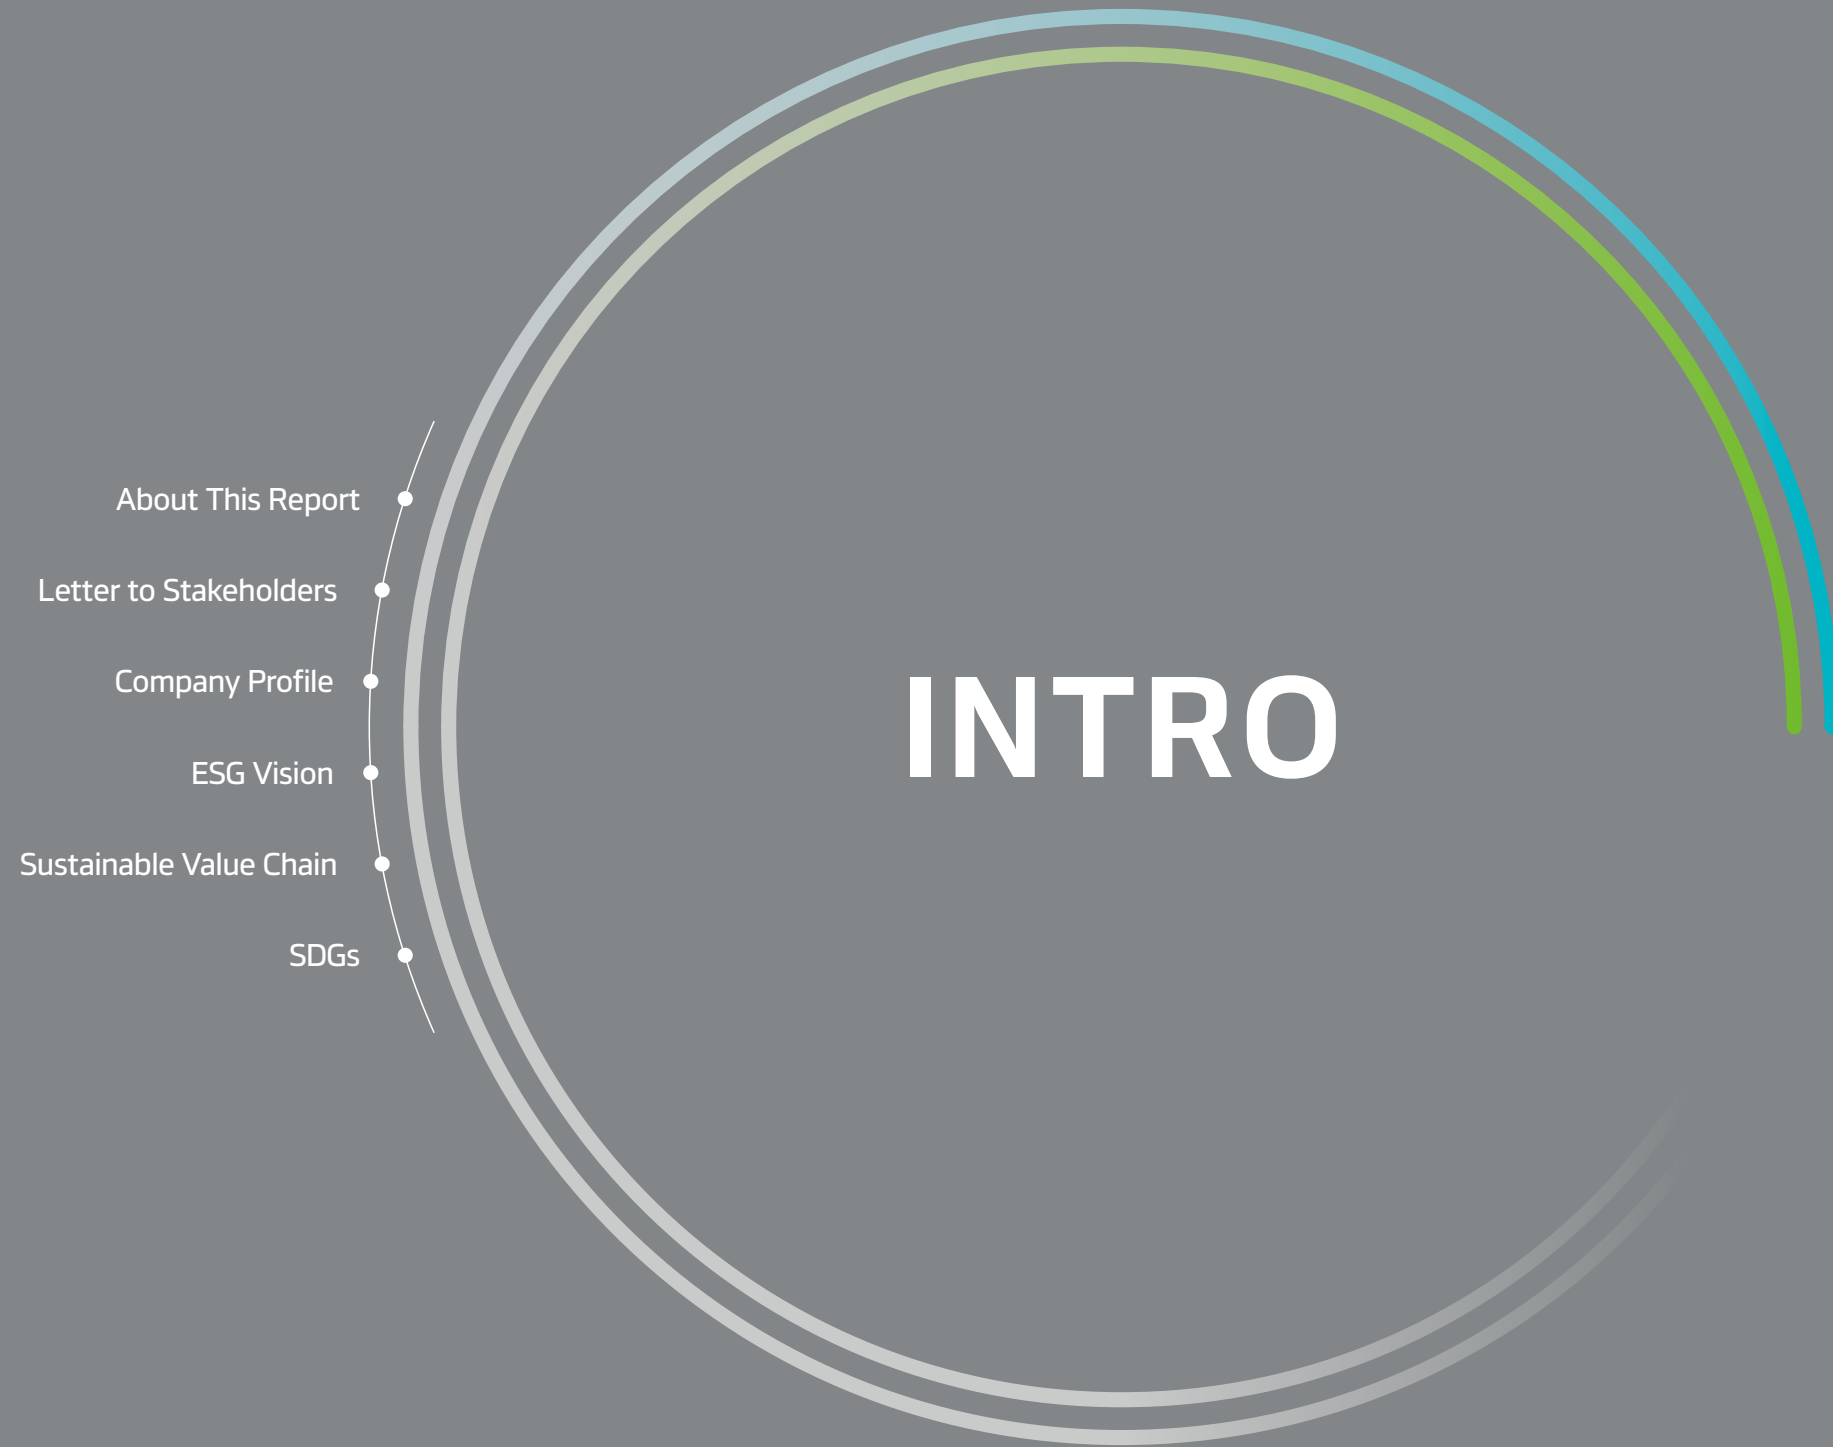 About This Report
Letter to Stakeholders
Company Profile
ESG Vision
Sustainable Value Chain
SDGs
INTRO